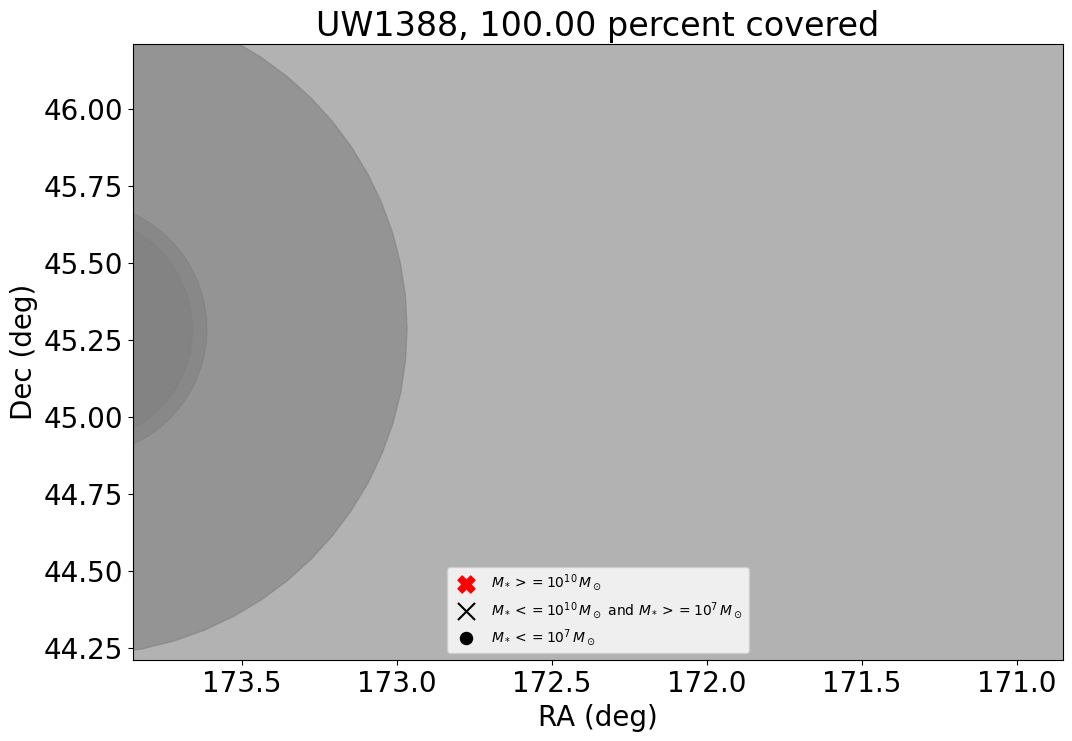 UW1388, 100.00 percent covered
46.00
45.75
45.50
45.25
45.00
44.75
44.50
44.25
Dec (deg)
M* >= 10^10 M⊙
M* <= 10^10 M⊙ and M* >= 10^7 M⊙
M* <= 10^7 M⊙
173.5 173.0 172.5 172.0 171.5 171.0
RA (deg)